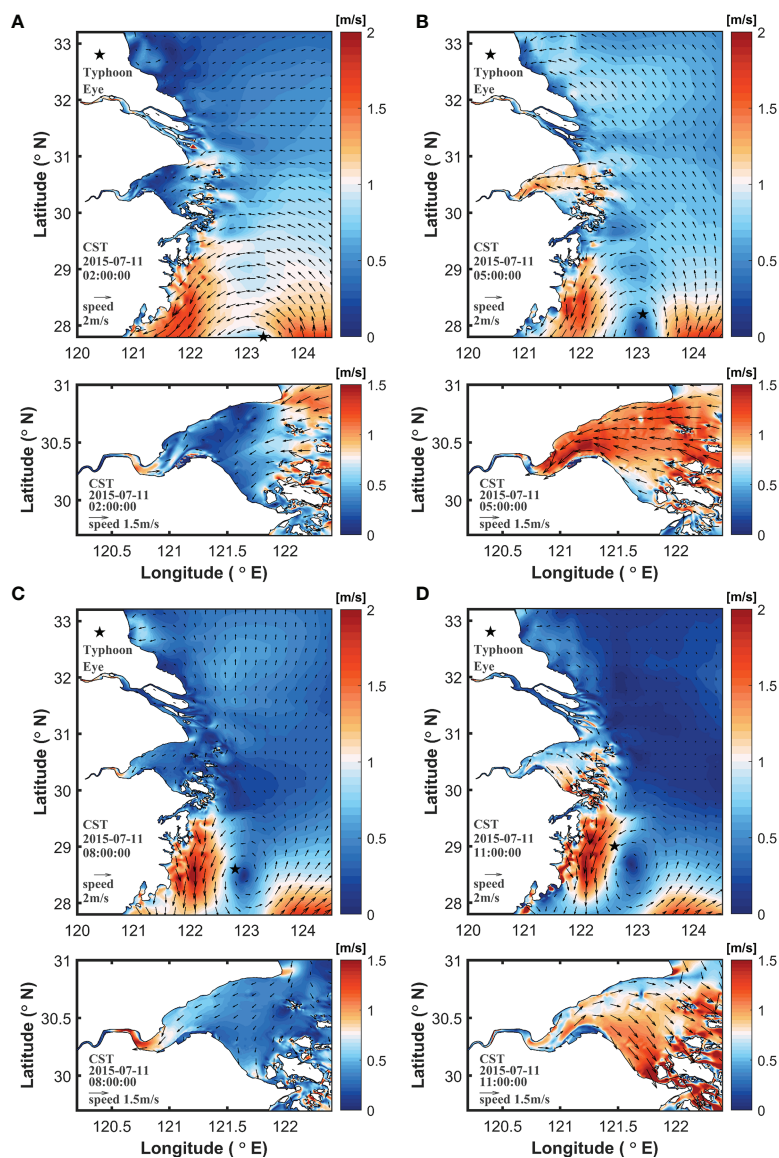 A
[m/s]
33
32
31
30
29
28
Latitude (° N)
Typhoon
Eye
CST
2015-07-11
02:00:00
speed
2m/s
120
121
122
123
124
2
1.5
1
0.5
0
31
30.5
30
Latitude (° N)
CST
2015-07-11
02:00:00
speed 1.5m/s
120.5
121
121.5
122
Longitude ( ° E)
1.5
1
0.5
0
B
[m/s]
33
32
31
30
29
28
Latitude (° N)
Typhoon
Eye
CST
2015-07-11
05:00:00
speed
2m/s
120
121
122
123
124
2
1.5
1
0.5
0
31
30.5
30
Latitude (° N)
CST
2015-07-11
05:00:00
speed 1.5m/s
120.5
121
121.5
122
Longitude ( ° E)
1.5
1
0.5
0
C
[m/s]
33
32
31
30
29
28
Latitude (° N)
Typhoon
Eye
CST
2015-07-11
08:00:00
speed
2m/s
120
121
122
123
124
2
1.5
1
0.5
0
[m/s]
31
30.5
30
Latitude (° N)
CST
2015-07-11
08:00:00
speed 1.5m/s
120.5
121
121.5
122
Longitude ( ° E)
1.5
1
0.5
0
D
[m/s]
33
32
31
30
29
28
Latitude (° N)
Typhoon
Eye
CST
2015-07-11
11:00:00
speed
2m/s
120
121
122
123
124
2
1.5
1
0.5
0
[m/s]
31
30.5
30
Latitude (° N)
CST
2015-07-11
11:00:00
speed 1.5m/s
120.5
121
121.5
122
Longitude ( ° E)
1.5
1
0.5
0